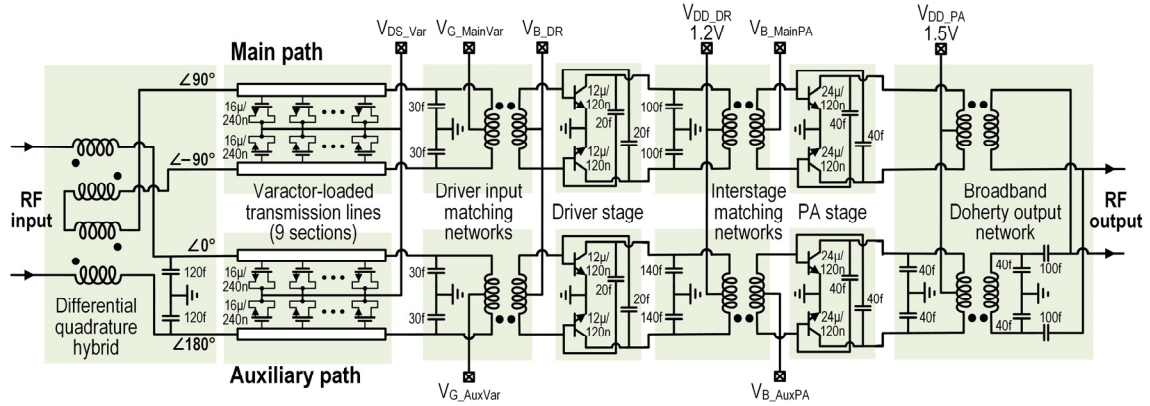 V_DS_Var
V_G_MainVar
V_B_DR
V_DD_DR
1.2V
V_B_MainPA
V_DD_PA
1.5V
Main path
∠90°
∠−90°
∠0°
∠180°
RF
input
Differential
quadrature
hybrid
120f
120f
16μ/
240n
16μ/
240n
Varactor-loaded
transmission lines
(9 sections)
16μ/
240n
16μ/
240n
Auxiliary path
30f
30f
Driver input
matching
networks
30f
30f
V_G_AuxVar
12μ/
120n
12μ/
120n
20f
20f
Driver stage
12μ/
120n
12μ/
120n
20f
20f
100f
100f
Interstage
matching
networks
140f
140f
V_B_AuxPA
24μ/
120n
24μ/
120n
40f
40f
PA stage
24μ/
120n
24μ/
120n
40f
40f
Broadband
Doherty output
network
40f
40f
40f
40f
100f
100f
RF
output